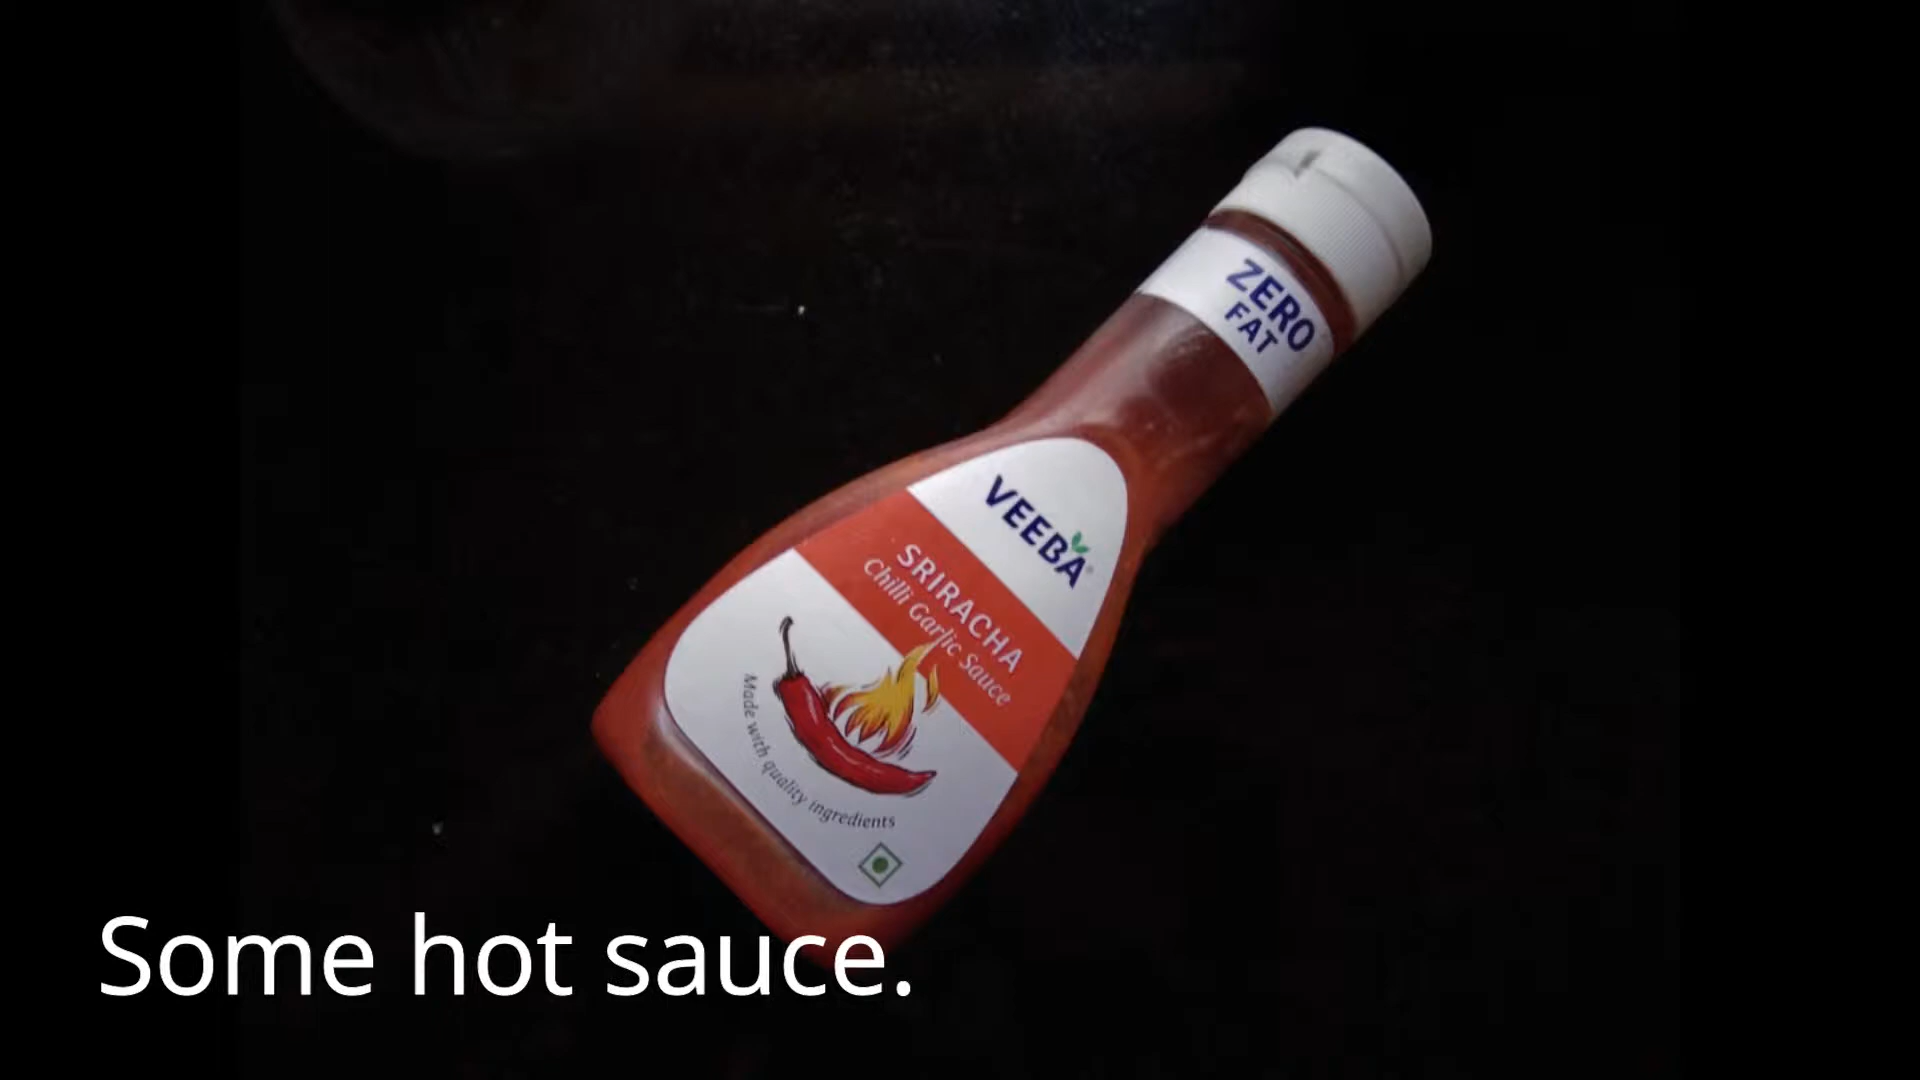 ZERO
FAT
VEEBA
SRIRACHA
Chilli Garlic Sauce
Made with quality ingredients
Some hot sauce.